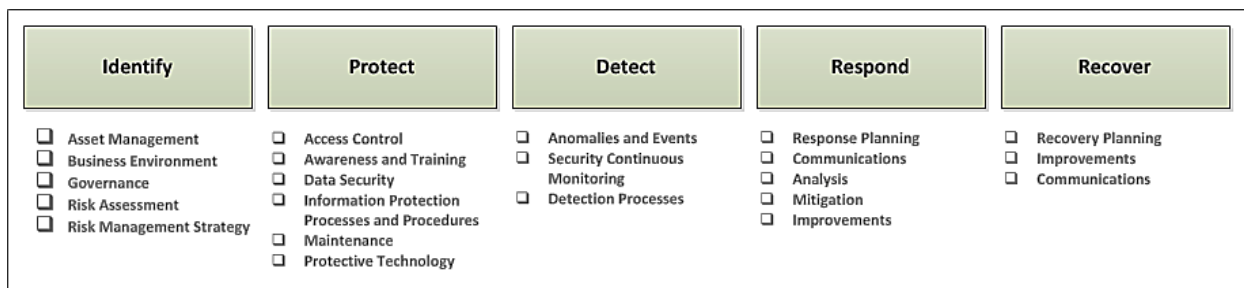 Identify
Asset Management
Business Environment
Governance
Risk Assessment
Risk Management Strategy
Protect
Access Control
Awareness and Training
Data Security
Information Protection
Processes and Procedures
Maintenance
Protective Technology
Detect
Anomalies and Events
Security Continuous
Monitoring
Detection Processes
Respond
Response Planning
Communications
Analysis
Mitigation
Improvements
Recover
Recovery Planning
Improvements
Communications